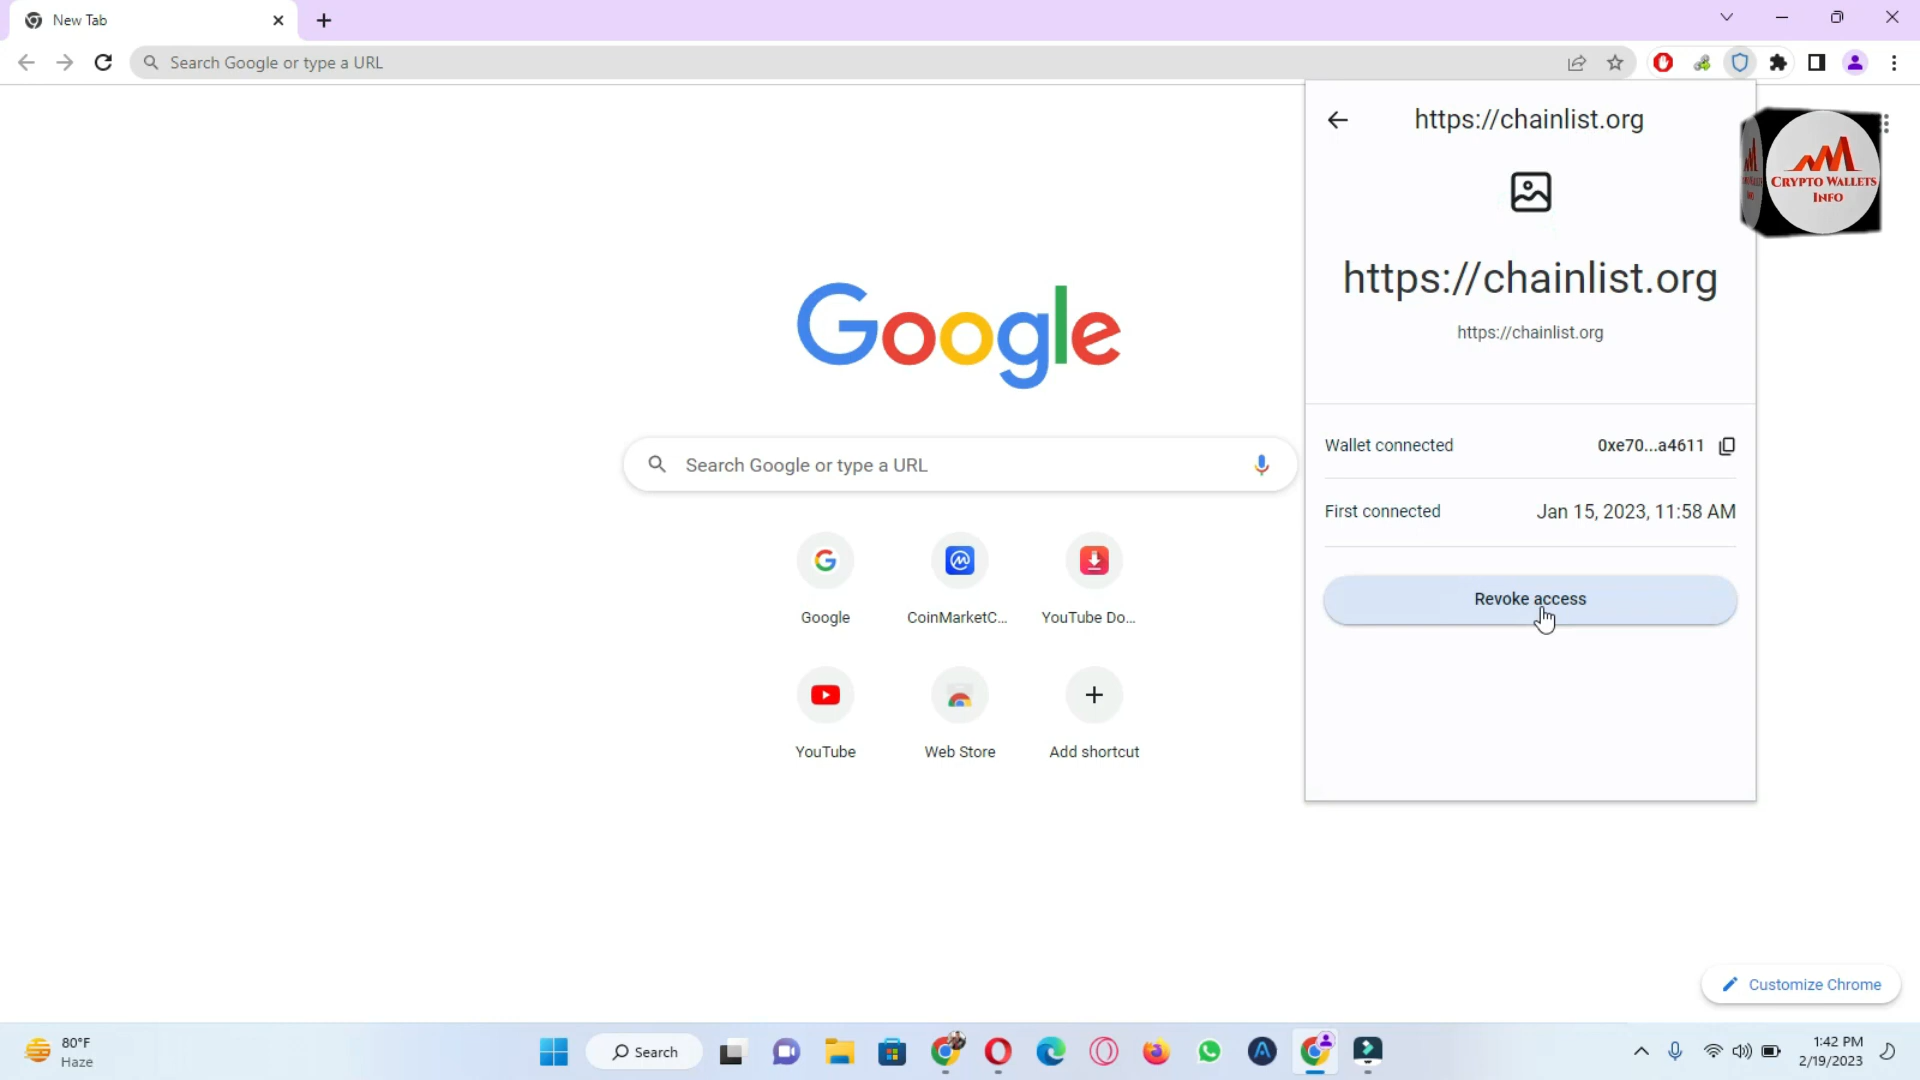 New Tab
Search Google or type a URL
https://chainlist.org
CRYPTO WALLETS
INFO
https://chainlist.org
https://chainlist.org
Google
Wallet connected 0xe70...a4611
Search Google or type a URL
First connected Jan 15, 2023, 11:58 AM
Revoke access
Google CoinMarketC... YouTube Do...
YouTube Web Store Add shortcut
Customize Chrome
80°F
Haze
Search
1:42 PM
2/19/2023